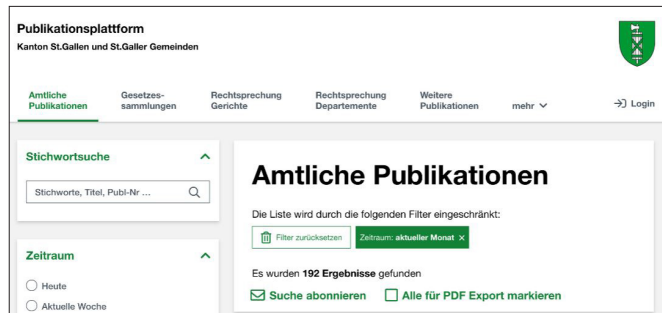 Publikationsplattform
Kanton St.Gallen und St.Galler Gemeinden
Amtliche Publikationen
Gesetzes-sammlungen
Rechtsprechung Gerichte
Rechtsprechung Departemente
Weitere Publikationen
mehr
Login
Stichwortsuche
Stichworte, Titel, Publ-Nr ...
Zeitraum
Heute
Aktuelle Woche
Amtliche Publikationen
Die Liste wird durch die folgenden Filter eingeschränkt:
Filter zurücksetzen
Zeitraum: aktueller Monat ×
Es wurden 192 Ergebnisse gefunden
Suche abonnieren
Alle für PDF Export markieren